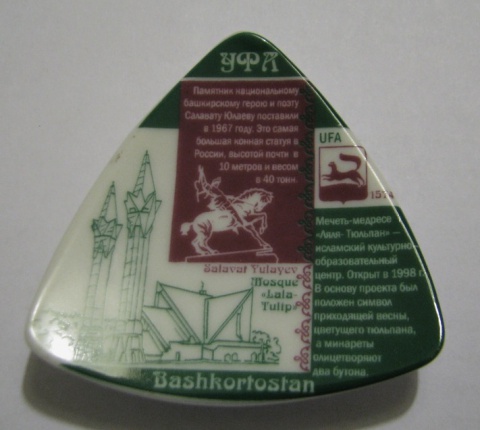 УФА
Памятник национальному
башкирскому герою и поэту
Салавату Юлаеву поставили
в 1967 году. Это самая
большая конная статуя в
России, высотой почти в
10 метров и весом
в 40 тонн.
UFA
1574
Salavat Yulayev
Mosque
«Lala-
Tulip»
Мечеть-медресе
«Ляля-Тюльпан» –
исламский культурно-
образовательный
центр. Открыт в 1998 г.
В основу проекта был
положен символ
приходящей весны,
цветущего тюльпана,
а минареты
олицетворяют
два бутона.
Bashkortostan